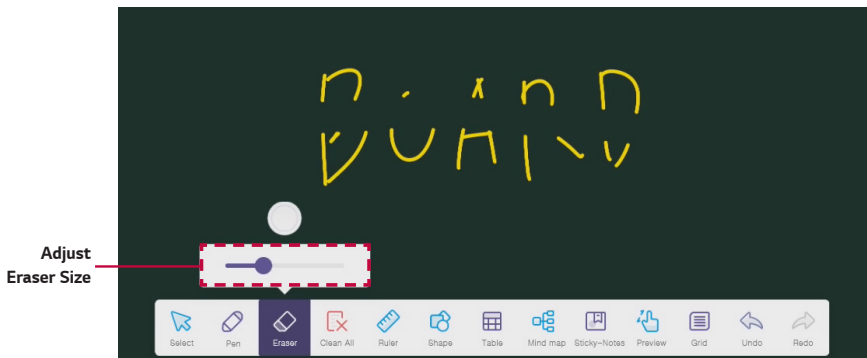 Adjust
Eraser Size
Select Pen Eraser Clean All Ruler Shape Table Mind map Sticky-Notes Preview Grid Undo Redo